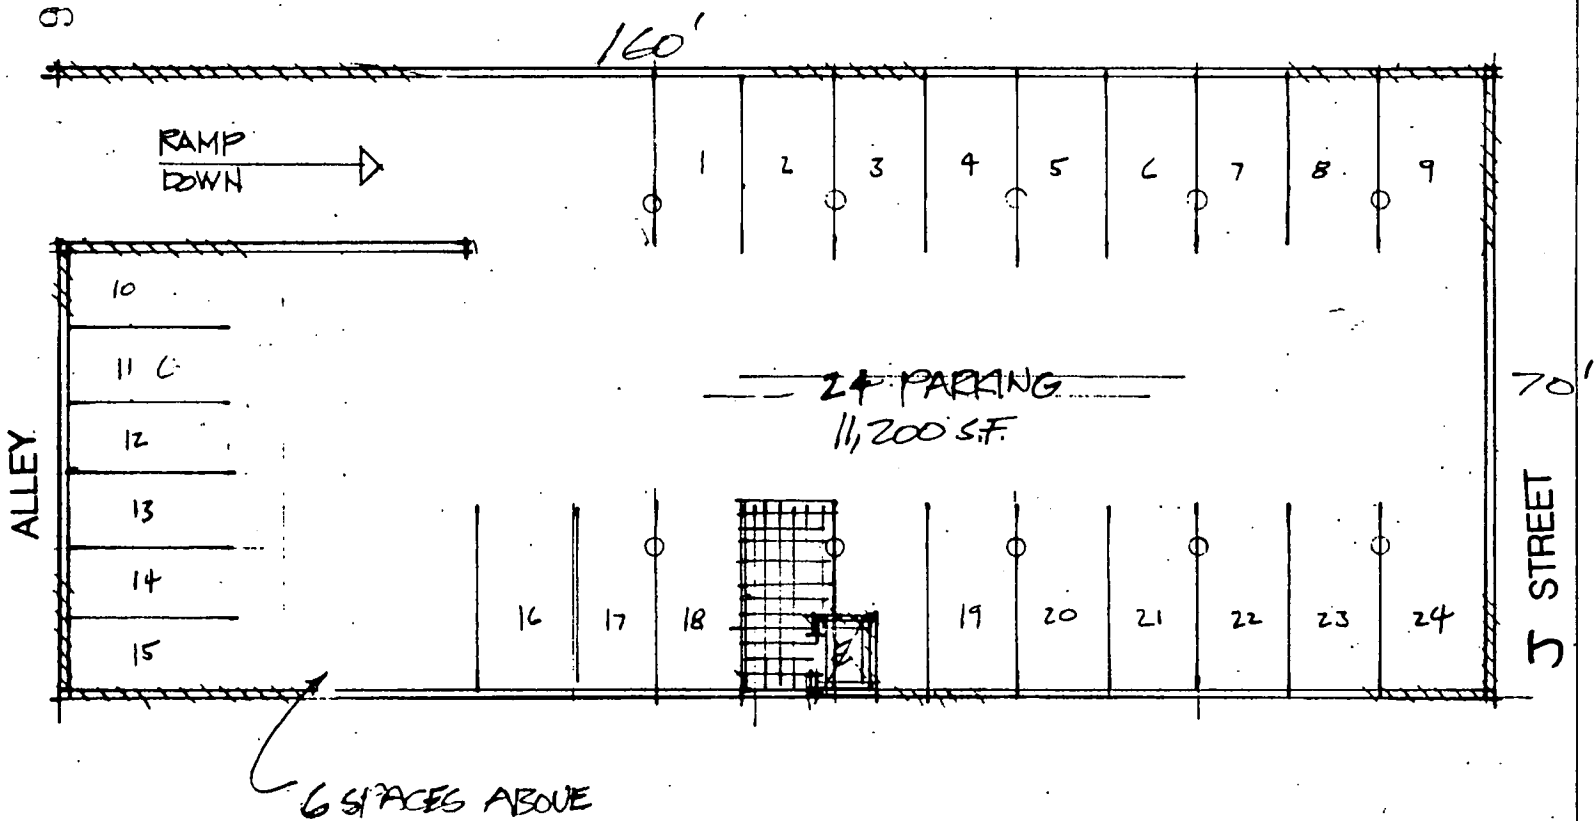 160'
RAMP
DOWN
1 2 3 4 5 6 7 8 9
10
11 C
12
13
14
15
ALLEY
24 PARKING
11,200 S.F.
70'
J STREET
16 17 18 19 20 21 22 23 24
6 SPACES ABOVE